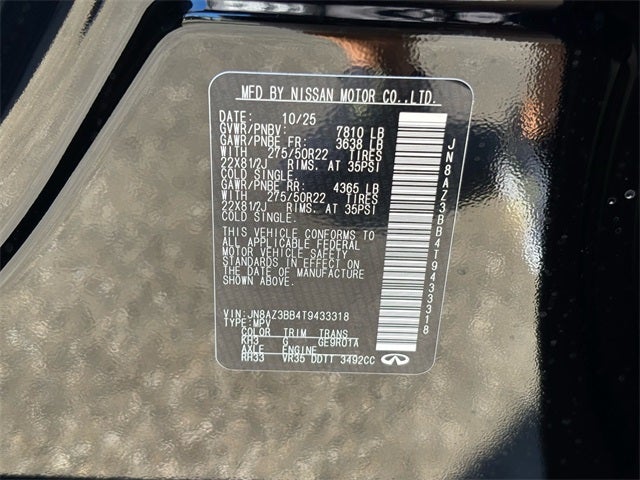 MFD BY NISSAN MOTOR CO.,LTD.
DATE: 10/25
GVWR/PNBV: 7810 LB
GAWR/PNBE FR: 3638 LB
WITH 275/50R22 TIRES
22X81/2J RIMS, AT 35PSI
COLD SINGLE.
GAWR/PNBE RR: 4365 LB
WITH 275/50R22 TIRES
22X81/2J RIMS, AT 35PSI
COLD SINGLE.
THIS VEHICLE CONFORMS TO
ALL APPLICABLE FEDERAL
MOTOR VEHICLE SAFETY
STANDARDS IN EFFECT ON
THE DATE OF MANUFACTURE
SHOWN ABOVE.
VIN: JN8AZ3BB4T9433318
TYPE: MPV
COLOR TRIM TRANS
KH3 G GE9R01A
AXLE ENGINE
RH33 VR35 DDTT 3492CC
JN8AZ3BB4T9433318